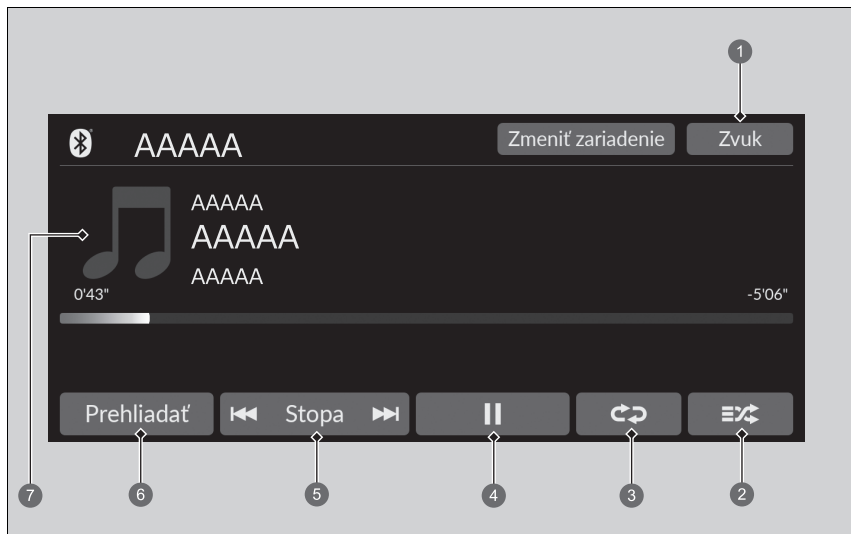 1
AAAAA Zmeniť zariadenie Zvuk
AAAAA
AAAAA
AAAAA
0'43" -5'06"
Prehliadať Stopa
7 6 5 4 3 2